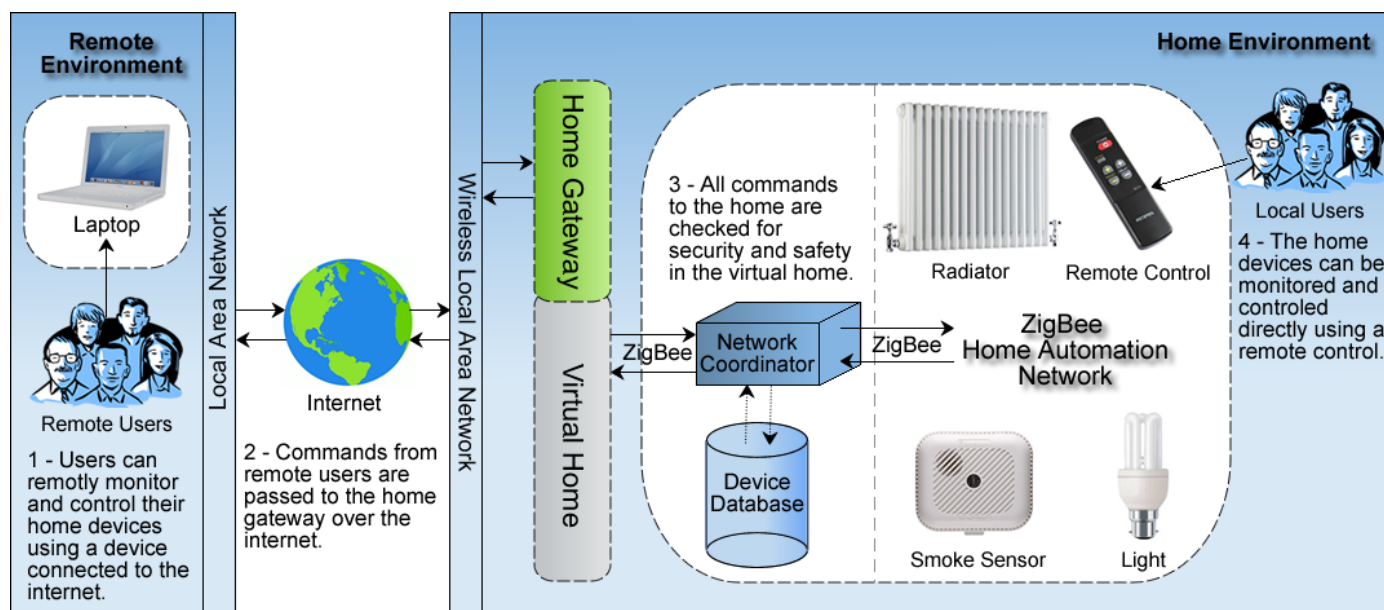 Remote
Environment
Laptop
Remote Users
1 - Users can
remotly monitor
and control their
home devices
using a device
connected to the
internet.
Local Area Network
Internet
2 - Commands from
remote users are
passed to the home
gateway over the
internet.
Wireless Local Area Network
Home Gateway
Virtual Home
Home Environment
3 - All commands
to the home are
checked for
security and safety
in the virtual home.
ZigBee
Network
Coordinator
ZigBee
Device
Database
Radiator
Remote Control
ZigBee
Home Automation
Network
Smoke Sensor
Light
Local Users
4 - The home
devices can be
monitored and
controled
directly using a
remote control.